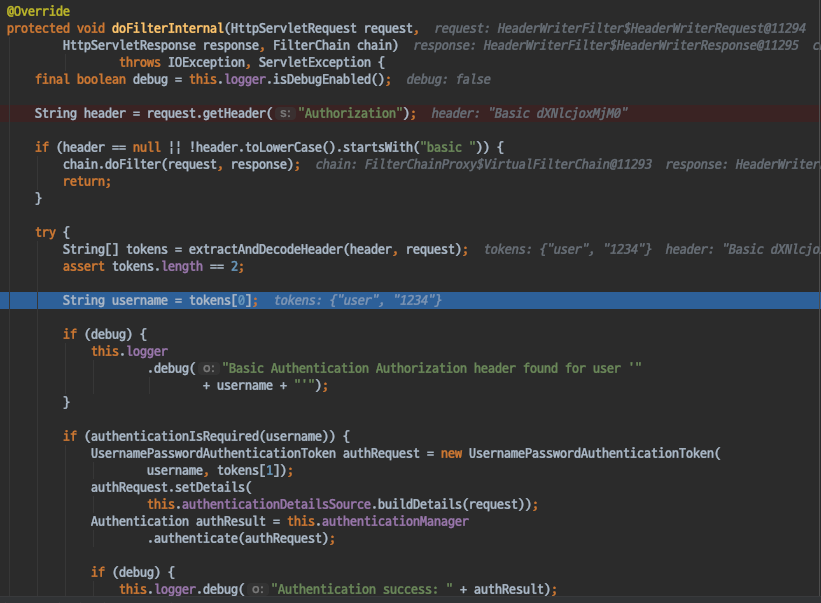 @Override
protected void doFilterInternal(HttpServletRequest request,  request: HeaderWriterFilter$HeaderWriterRequest@11294
        HttpServletResponse response, FilterChain chain)  response: HeaderWriterFilter$HeaderWriterResponse@11295  c
                throws IOException, ServletException {
    final boolean debug = this.logger.isDebugEnabled();  debug: false
    String header = request.getHeader( s: "Authorization");  header: "Basic dXNlcjoxMjM0"
    if (header == null || !header.toLowerCase().startsWith("basic ")) {
        chain.doFilter(request, response);  chain: FilterChainProxy$VirtualFilterChain@11293  response: HeaderWriter
        return;
    }
    try {
        String[] tokens = extractAndDecodeHeader(header, request);  tokens: {"user", "1234"}  header: "Basic dXNlcjo
        assert tokens.length == 2;
        String username = tokens[0];  tokens: {"user", "1234"}
        if (debug) {
            this.logger
                    .debug( o: "Basic Authentication Authorization header found for user '"
                            + username + "'");
        }
        if (authenticationIsRequired(username)) {
            UsernamePasswordAuthenticationToken authRequest = new UsernamePasswordAuthenticationToken(
                    username, tokens[1]);
            authRequest.setDetails(
                    this.authenticationDetailsSource.buildDetails(request));
            Authentication authResult = this.authenticationManager
                    .authenticate(authRequest);
            if (debug) {
                this.logger.debug( o: "Authentication success: " + authResult);